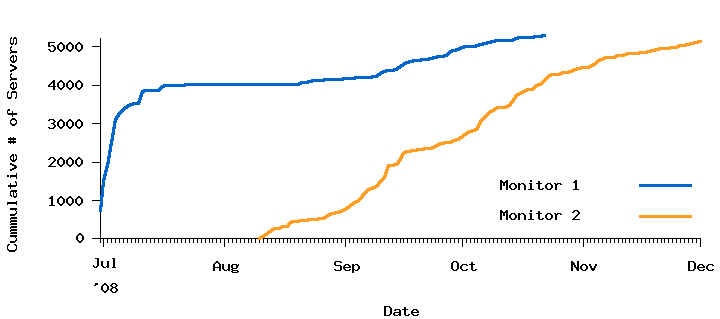 Cummulative # of Servers
5000
4000
3000
2000
1000
0
Monitor 1
Monitor 2
Jul Aug Sep Oct Nov Dec
'08
Date